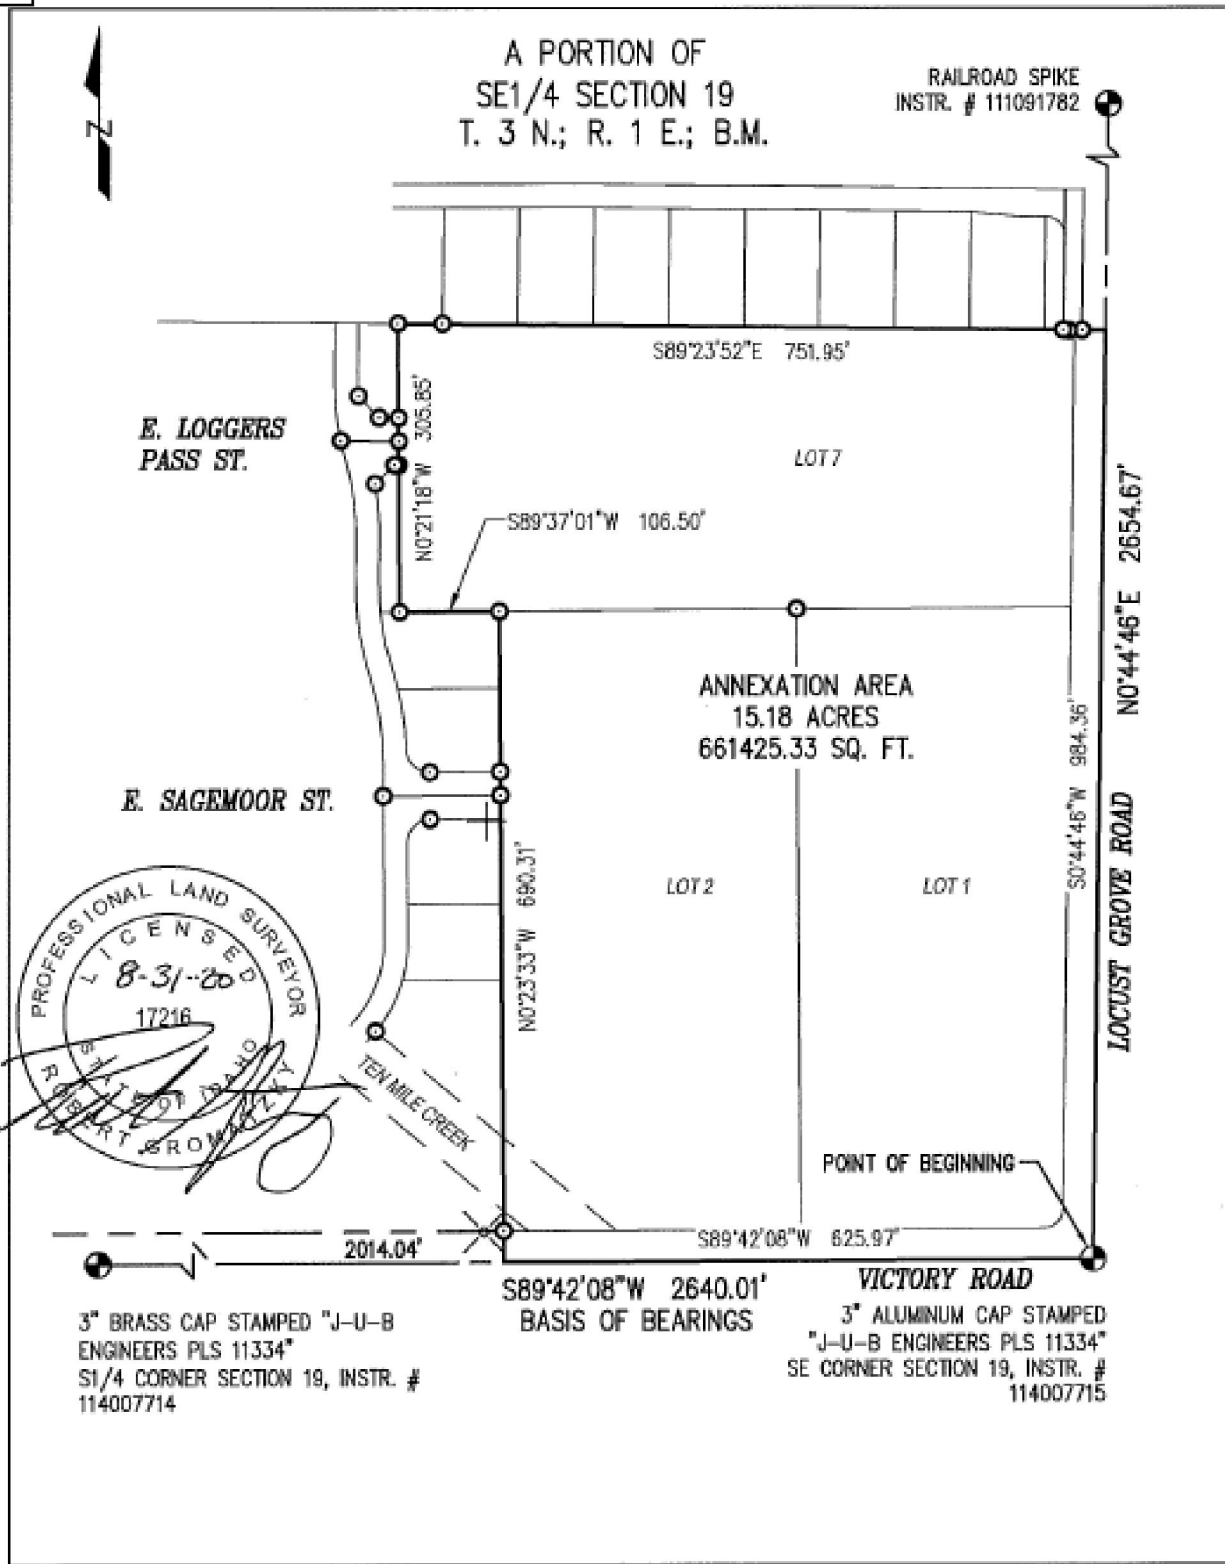 A PORTION OF
SE1/4 SECTION 19
T. 3 N.; R. 1 E.; B.M.
RAILROAD SPIKE
INSTR. # 111091782
N
S89°23'52"E 751.95'
E. LOGGERS
PASS ST.
N0°21'18"W 305.85'
LOT 7
S89°37'01"W 106.50'
N0°44'46"E 2654.67'
ANNEXATION AREA
15.18 ACRES
661425.33 SQ. FT.
S0°44'46"W 984.36'
E. SAGEMOOR ST.
LOCUST GROVE ROAD
N0°23'33"W 690.31'
LOT 2
LOT 1
PROFESSIONAL LAND SURVEYOR
LICENSED
8-31-20
17216
STATE OF IDAHO
ROBERT GROMATZKY
TEN MILE CREEK
POINT OF BEGINNING
S89°42'08"W 625.97'
2014.04'
S89°42'08"W 2640.01'
BASIS OF BEARINGS
VICTORY ROAD
3" BRASS CAP STAMPED "J-U-B
ENGINEERS PLS 11334"
S1/4 CORNER SECTION 19, INSTR. #
114007714
3" ALUMINUM CAP STAMPED
"J-U-B ENGINEERS PLS 11334"
SE CORNER SECTION 19, INSTR. #
114007715